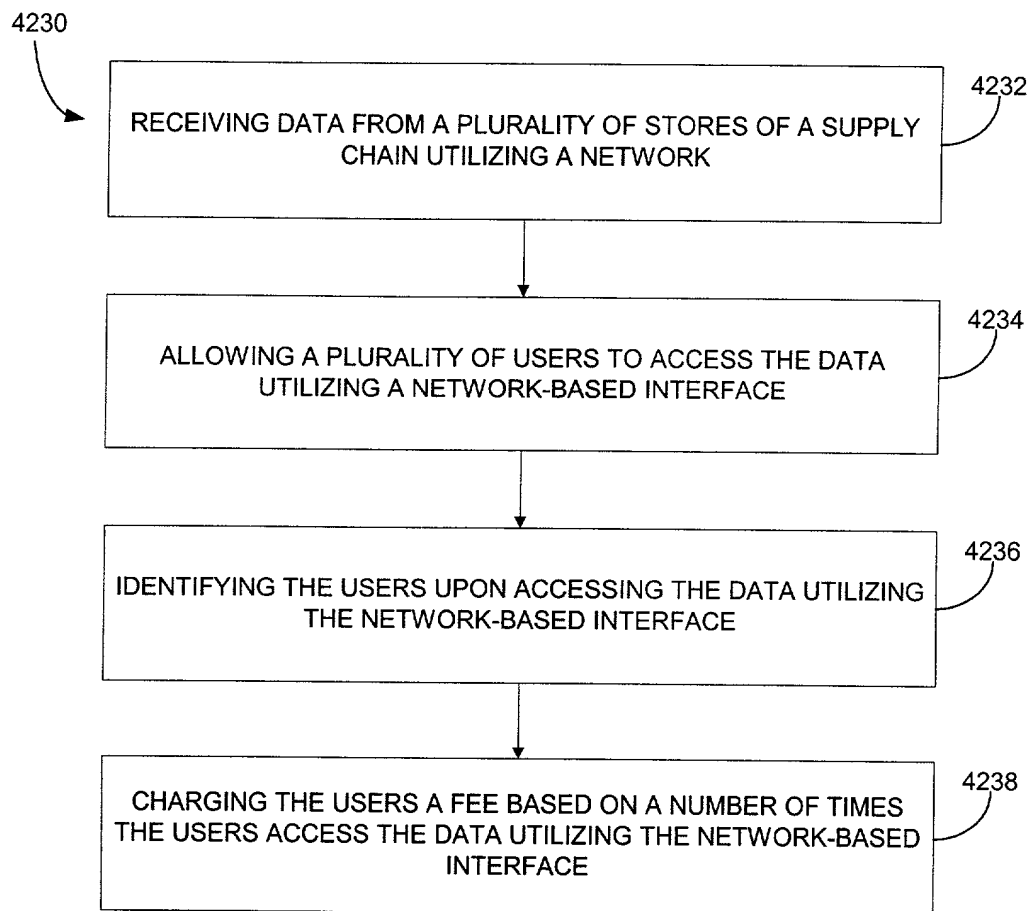 4230
4232
RECEIVING DATA FROM A PLURALITY OF STORES OF A SUPPLY
CHAIN UTILIZING A NETWORK
4234
ALLOWING A PLURALITY OF USERS TO ACCESS THE DATA
UTILIZING A NETWORK-BASED INTERFACE
4236
IDENTIFYING THE USERS UPON ACCESSING THE DATA UTILIZING
THE NETWORK-BASED INTERFACE
4238
CHARGING THE USERS A FEE BASED ON A NUMBER OF TIMES
THE USERS ACCESS THE DATA UTILIZING THE NETWORK-BASED
INTERFACE